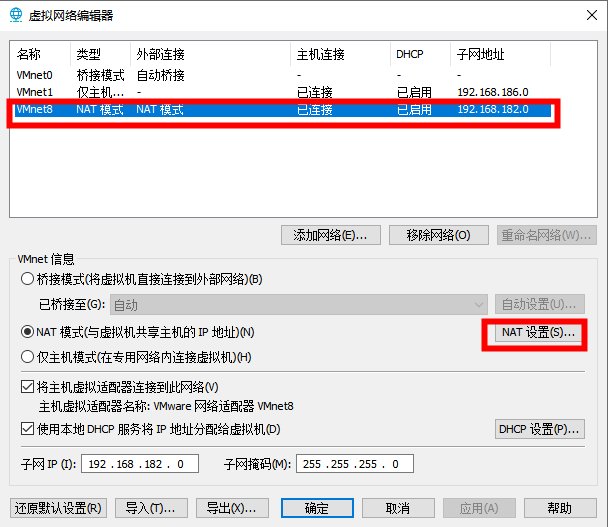 虚拟网络编辑器
名称 类型 外部连接 主机连接 DHCP 子网地址
VMnet0 桥接模式 自动桥接 - - -
VMnet1 仅主机... - 已连接 已启用 192.168.186.0
VMnet8 NAT 模式 NAT 模式 已连接 已启用 192.168.182.0
添加网络(E)... 移除网络(O) 重命名网络(W)...
VMnet 信息
桥接模式(将虚拟机直接连接到外部网络)(B)
已桥接至(G): 自动 自动设置(U)...
NAT 模式(与虚拟机共享主机的 IP 地址)(N) NAT 设置(S)...
仅主机模式(在专用网络内连接虚拟机)(H)
将主机虚拟适配器连接到此网络(V)
主机虚拟适配器名称: VMware 网络适配器 VMnet8
使用本地 DHCP 服务将 IP 地址分配给虚拟机(D) DHCP 设置(P)...
子网 IP (I): 192 .168 .182 . 0 子网掩码(M): 255 .255 .255 . 0
还原默认设置(R) 导入(T)... 导出(X)... 确定 取消 应用(A) 帮助